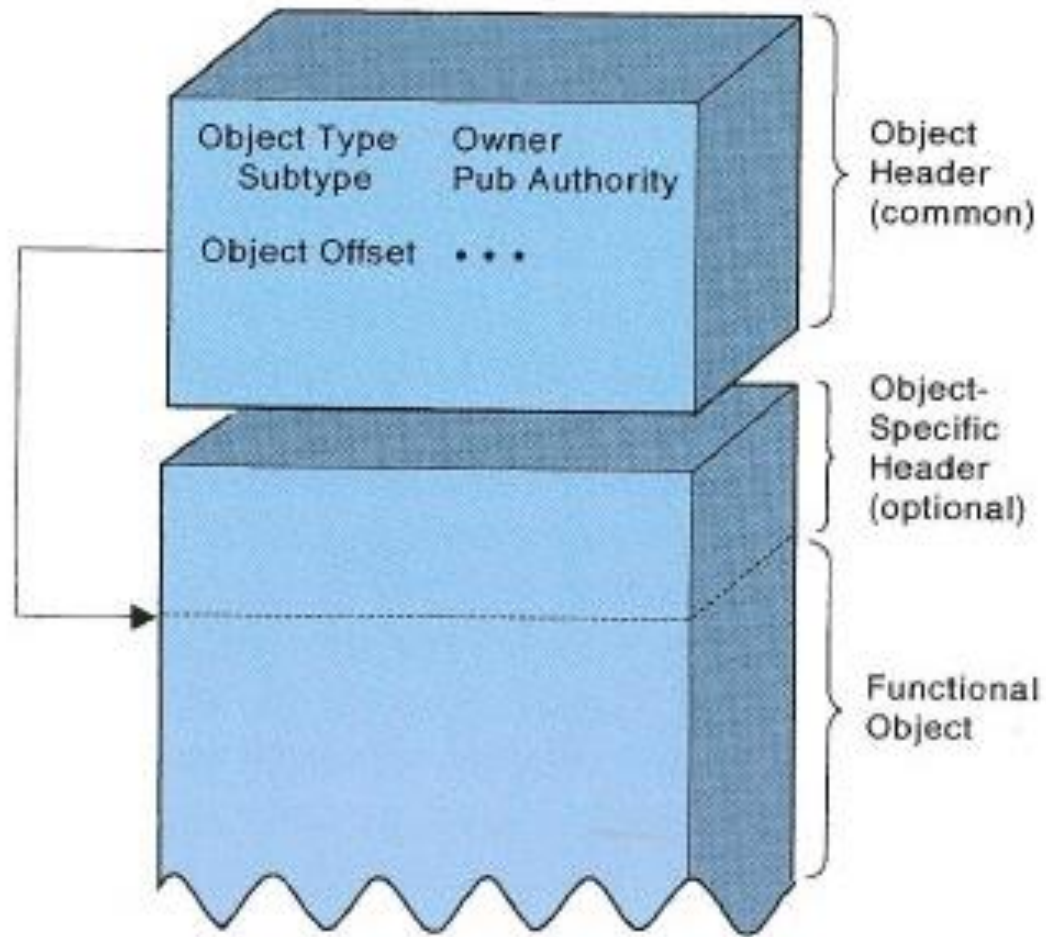 Object Type Owner
Subtype Pub Authority
Object Offset • • •
Object
Header
(common)
Object-
Specific
Header
(optional)
Functional
Object